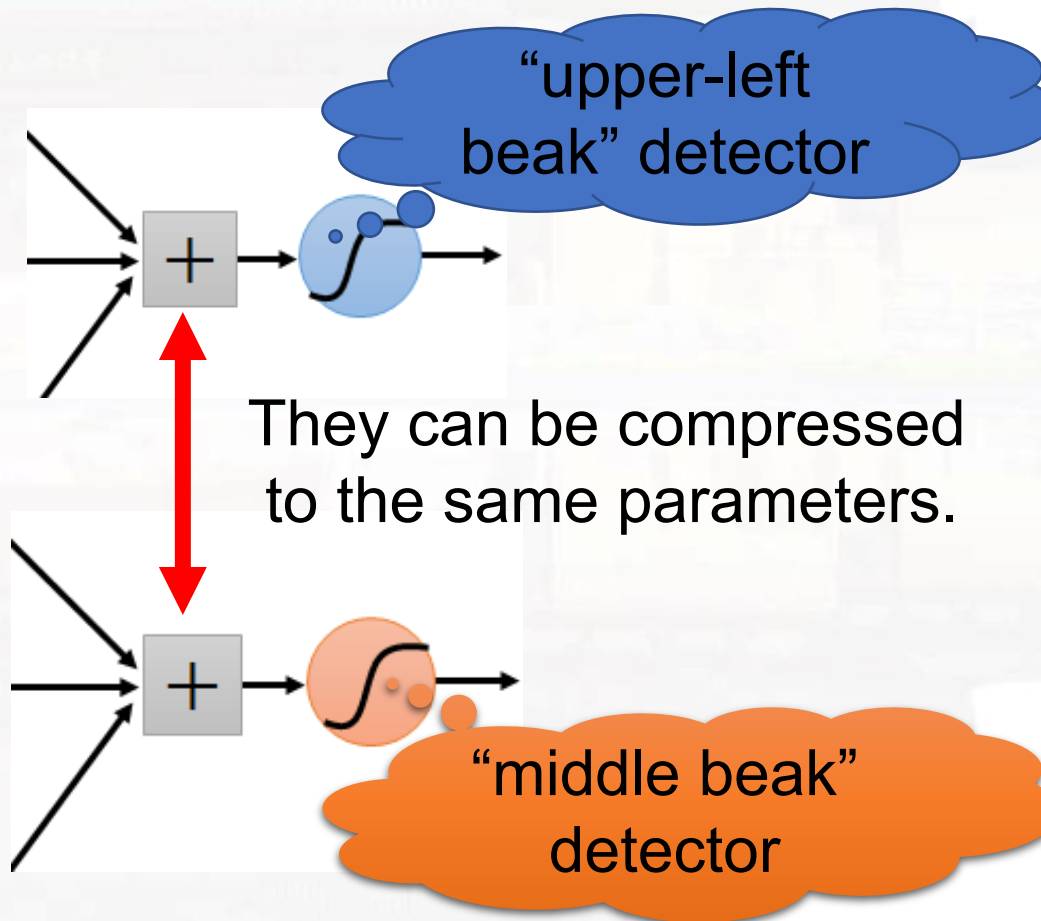 “upper-left
beak” detector
+
They can be compressed
to the same parameters.
+
“middle beak”
detector